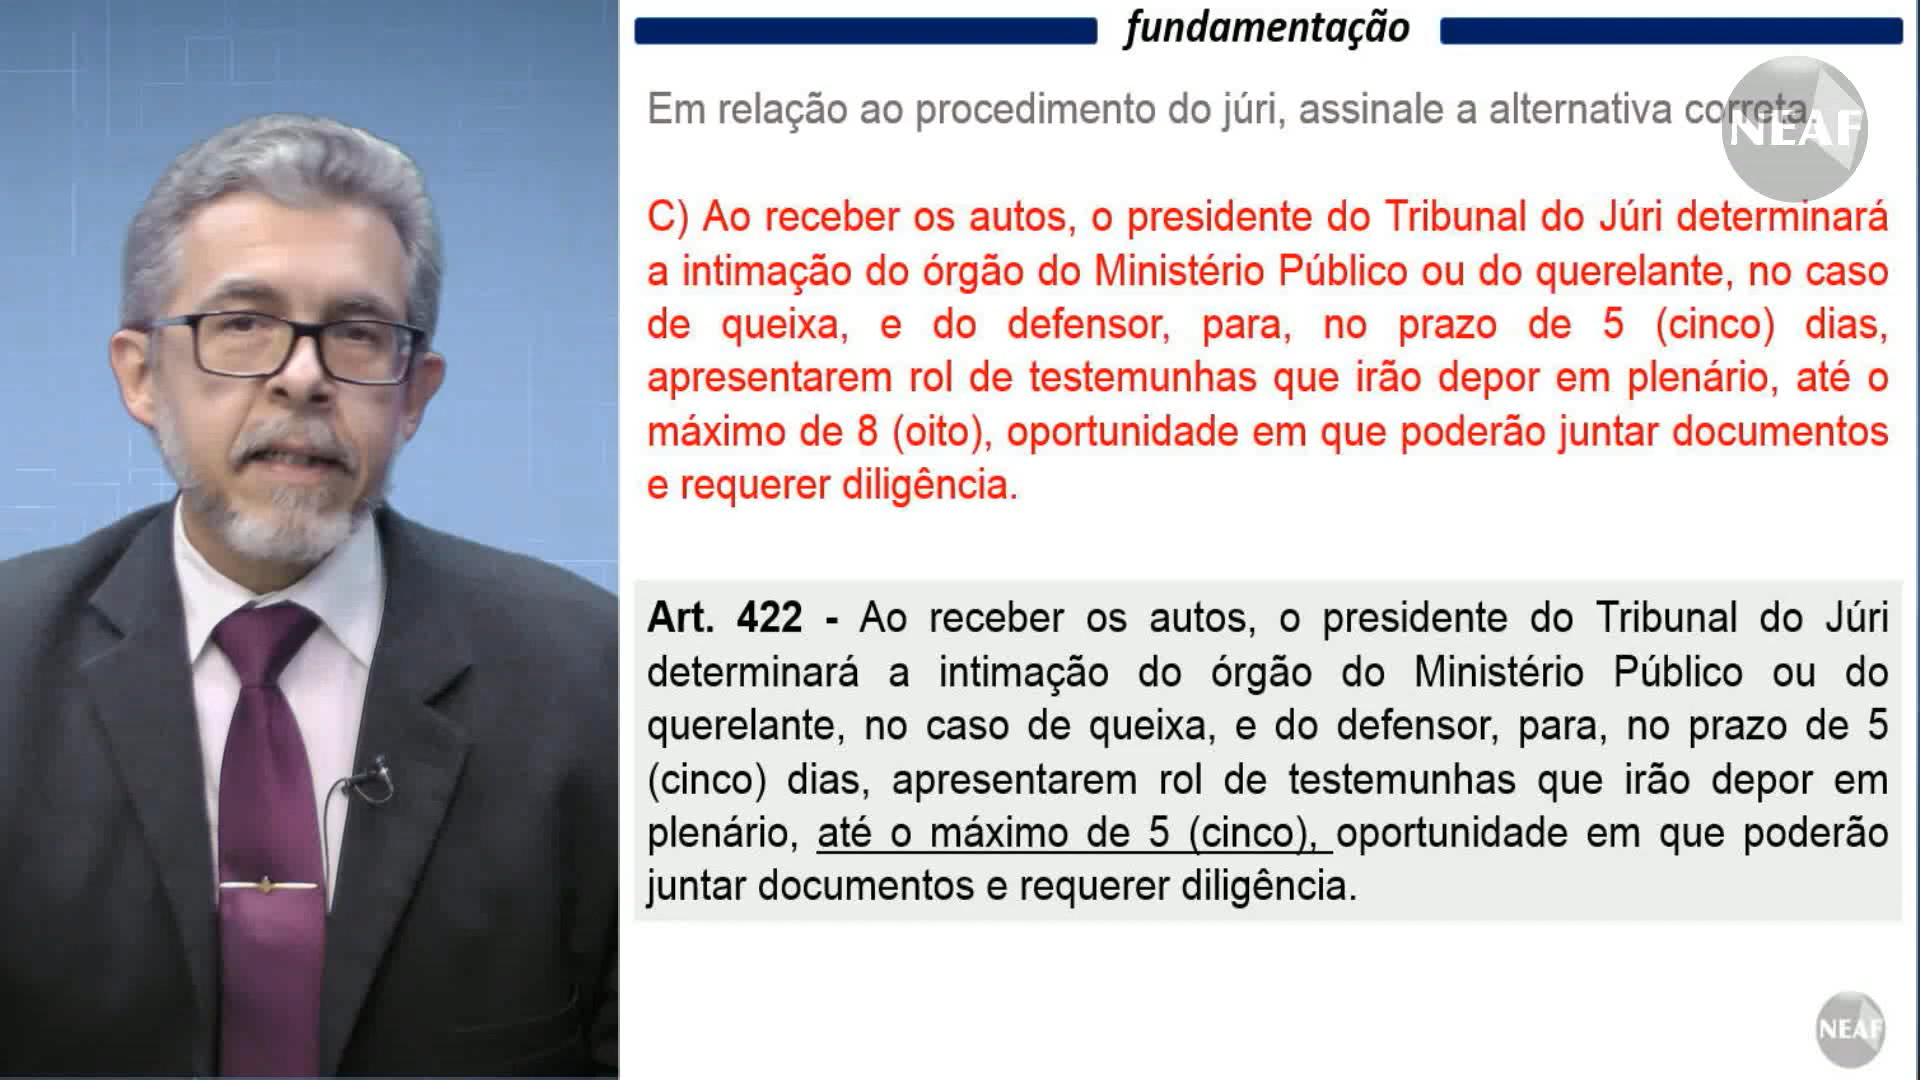 fundamentação
Em relação ao procedimento do júri, assinale a alternativa correta.
NEAF
C) Ao receber os autos, o presidente do Tribunal do Júri determinará
a intimação do órgão do Ministério Público ou do querelante, no caso
de queixa, e do defensor, para, no prazo de 5 (cinco) dias,
apresentarem rol de testemunhas que irão depor em plenário, até o
máximo de 8 (oito), oportunidade em que poderão juntar documentos
e requerer diligência.
Art. 422 - Ao receber os autos, o presidente do Tribunal do Júri
determinará a intimação do órgão do Ministério Público ou do
querelante, no caso de queixa, e do defensor, para, no prazo de 5
(cinco) dias, apresentarem rol de testemunhas que irão depor em
plenário, até o máximo de 5 (cinco), oportunidade em que poderão
juntar documentos e requerer diligência.
NEAF